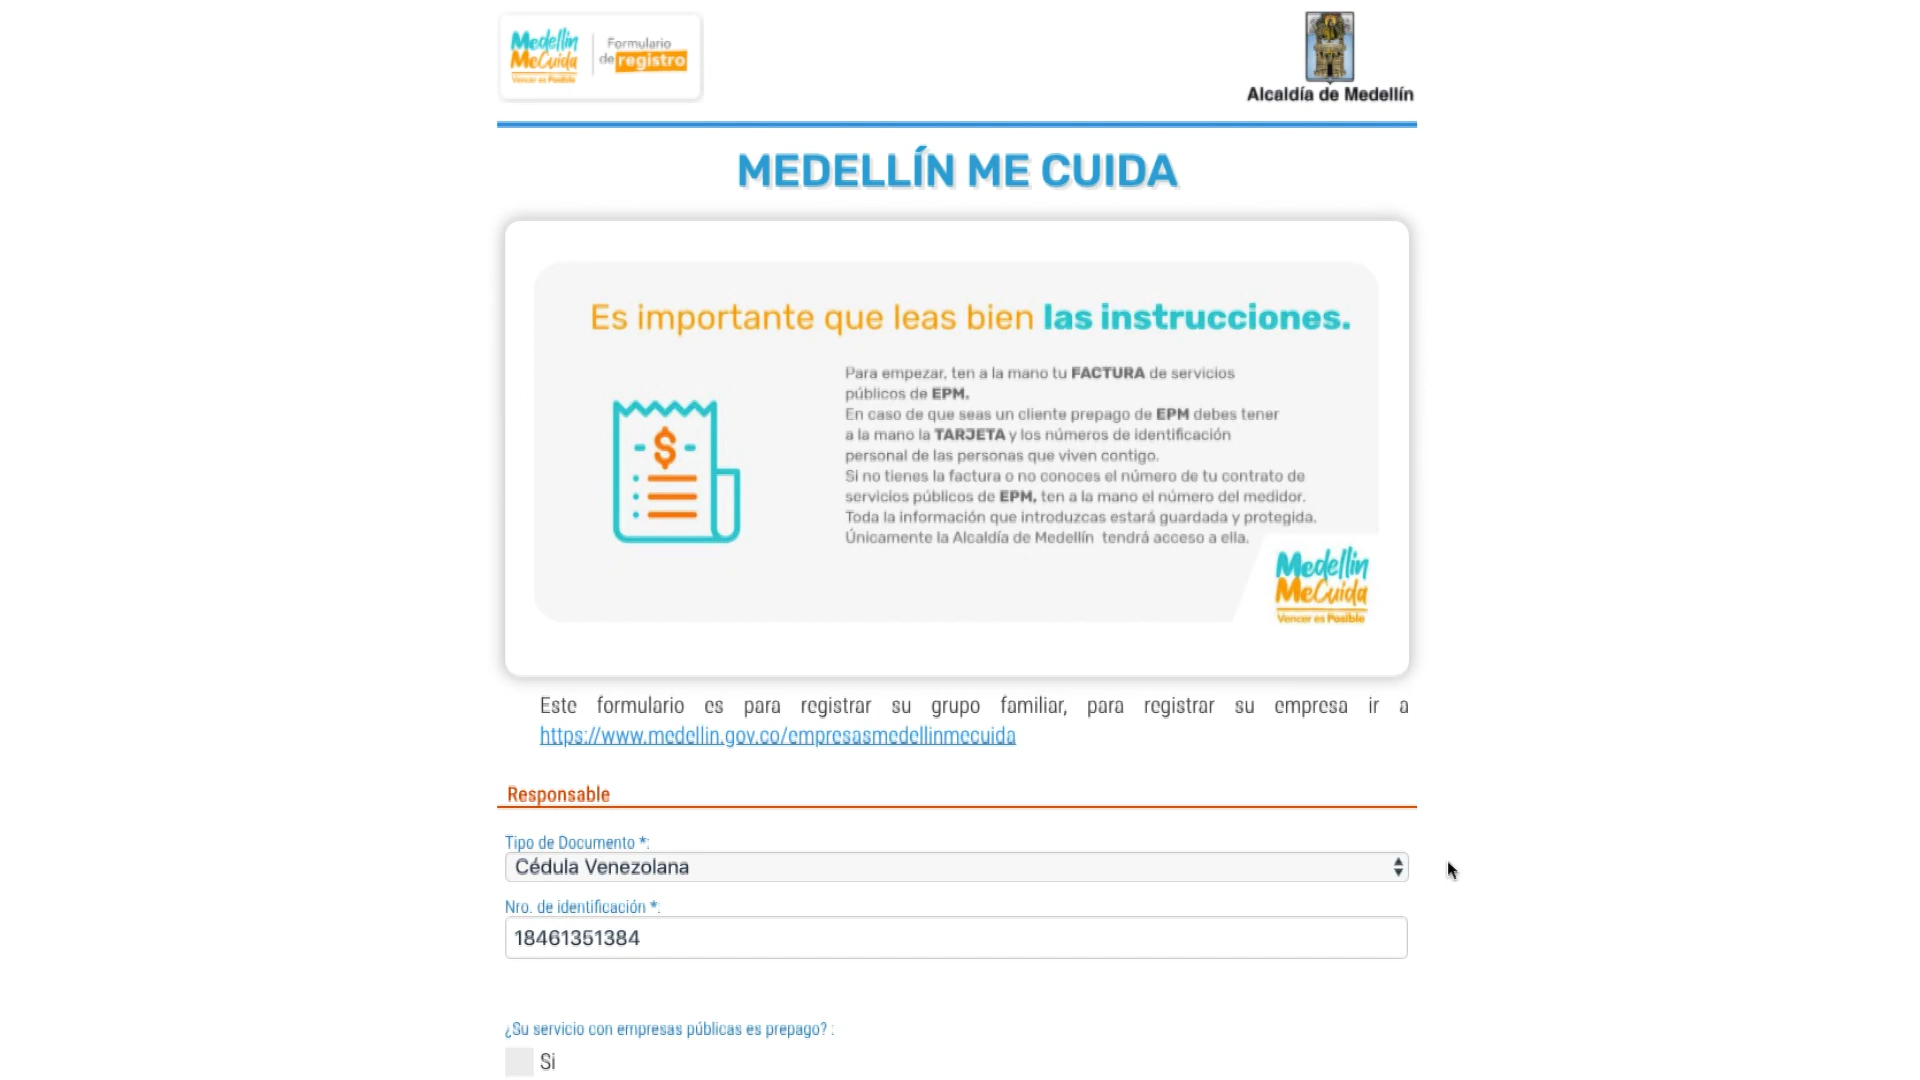 Medellín
MeCuida
Vencer es Posible
Formulario
de registro
Alcaldía de Medellín
MEDELLÍN ME CUIDA
Es importante que leas bien las instrucciones.
Para empezar, ten a la mano tu FACTURA de servicios
públicos de EPM.
En caso de que seas un cliente prepago de EPM debes tener
a la mano la TARJETA y los números de identificación
personal de las personas que viven contigo.
Si no tienes la factura o no conoces el número de tu contrato de
servicios públicos de EPM, ten a la mano el número del medidor.
Toda la información que introduzcas estará guardada y protegida.
Únicamente la Alcaldía de Medellín tendrá acceso a ella.
Medellín
MeCuida
Vencer es Posible
Este formulario es para registrar su grupo familiar, para registrar su empresa ir a
https://www.medellin.gov.co/empresasmedellinmecuida
Responsable
Tipo de Documento *:
Cédula Venezolana
Nro. de identificación *:
18461351384
¿Su servicio con empresas públicas es prepago? :
Si